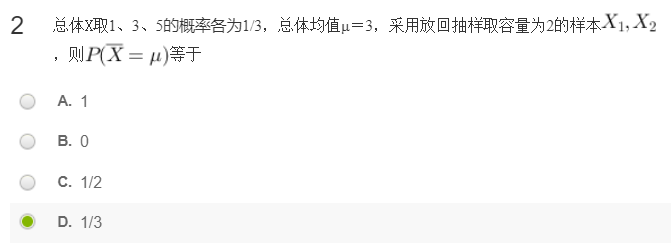 2 总体X取1、3、5的概率各为1/3，总体均值μ＝3，采用放回抽样取容量为2的样本X₁, X₂
，则P(X̅ = μ)等于
A. 1
B. 0
C. 1/2
D. 1/3